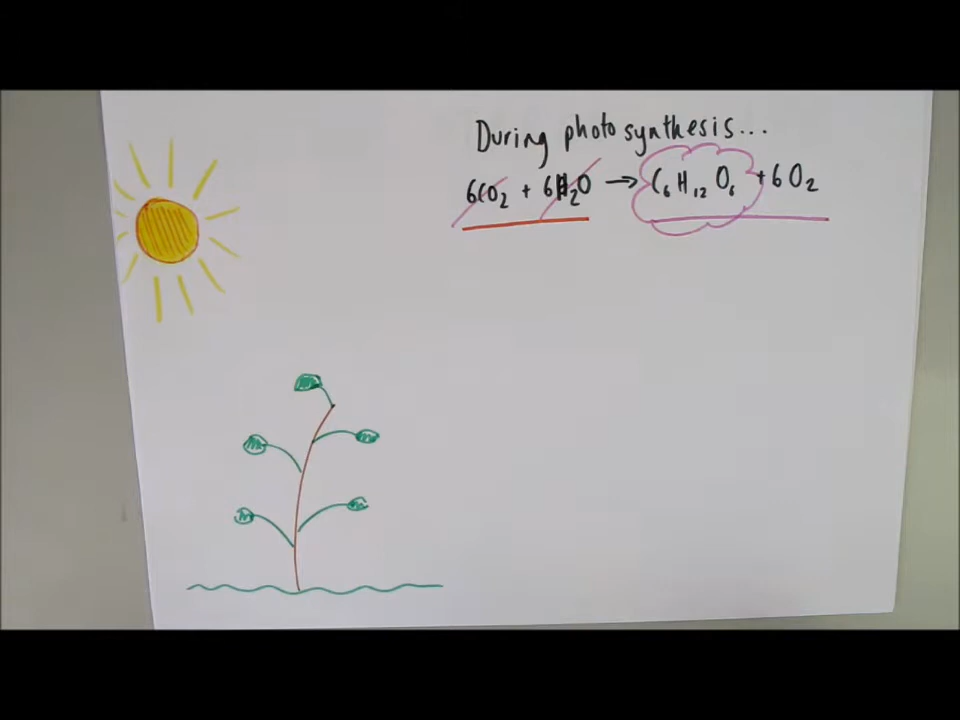 During photosynthesis...
6CO₂ + 6H₂O → C₆H₁₂O₆ + 6O₂